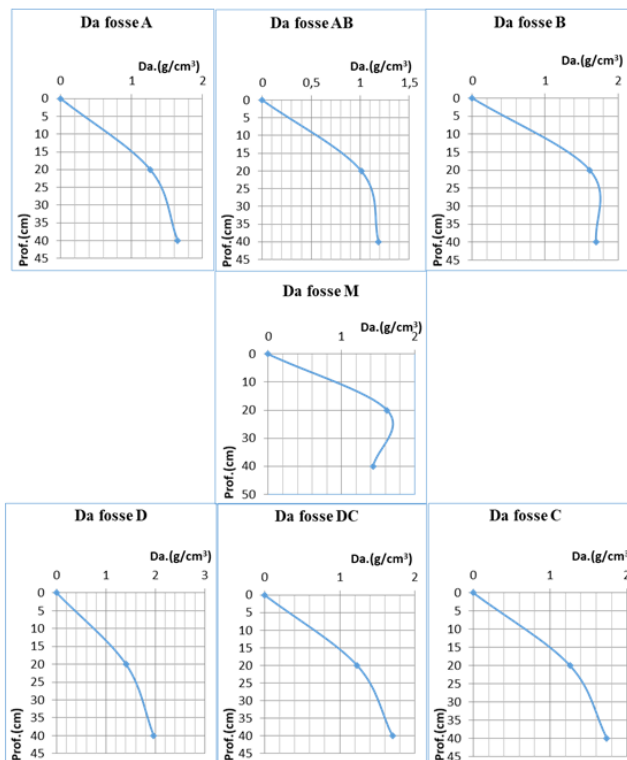 Da fosse A
Da.(g/cm³)
0 1 2
0
5
10
15
20
25
30
35
40
45
Prof.(cm)
Da fosse AB
Da.(g/cm³)
0 0,5 1 1,5
0
5
10
15
20
25
30
35
40
45
Prof.(cm)
Da fosse B
Da.(g/cm³)
0 1 2
0
5
10
15
20
25
30
35
40
45
Prof.(cm)
Da fosse M
Da.(g/cm³)
0 1 2
0
10
20
30
40
50
Prof.(cm)
Da fosse D
Da.(g/cm³)
0 1 2 3
0
5
10
15
20
25
30
35
40
45
Prof.(cm)
Da fosse DC
Da.(g/cm³)
0 1 2
0
5
10
15
20
25
30
35
40
45
Prof.(cm)
Da fosse C
Da.(g/cm³)
0 1 2
0
5
10
15
20
25
30
35
40
45
Prof.(cm)